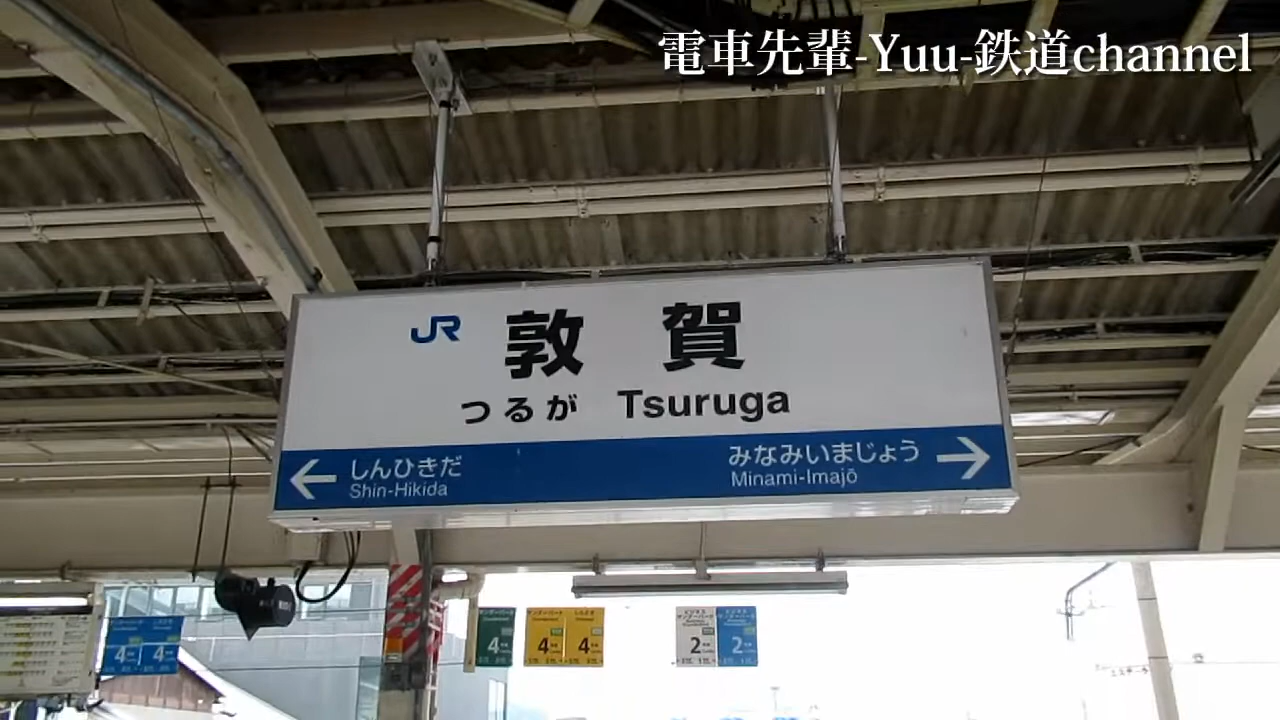 電車先輩-Yuu-鉄道channel
JR 敦賀
つるが Tsuruga
しんひきだ
Shin-Hikida
みなみいまじょう
Minami-Imajō
4 4
4
4 4
2 2